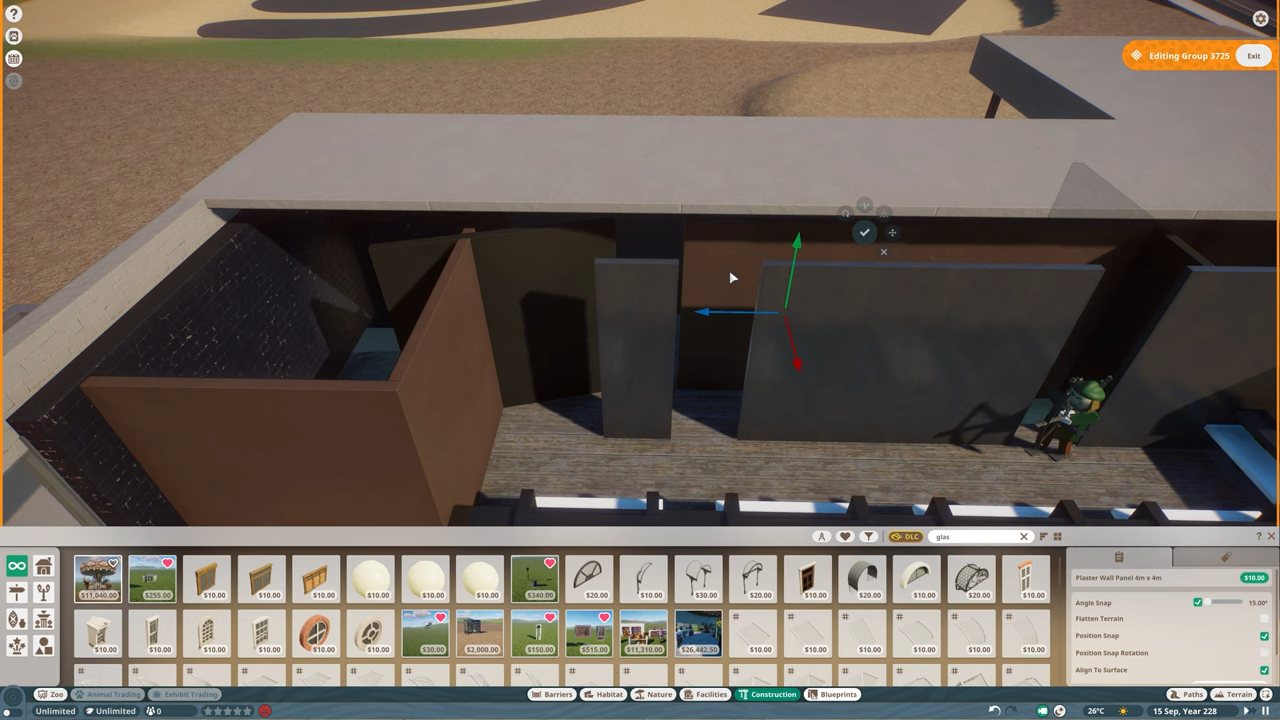 Editing Group 3725
Exit
DLC
glas
$11,040.00
$255.00
$10.00
$10.00
$10.00
$10.00
$10.00
$10.00
$340.00
$20.00
$10.00
$30.00
$20.00
$10.00
$20.00
$10.00
$20.00
$10.00
$10.00
$10.00
$10.00
$10.00
$10.00
$10.00
$30.00
$2,000.00
$150.00
$515.00
$11,310.00
$26,442.50
$10.00
$10.00
$10.00
$10.00
$10.00
$10.00
Plaster Wall Panel 4m x 4m
$10.00
Angle Snap
15.00°
Flatten Terrain
Position Snap
Position Snap Rotation
Align To Surface
Zoo
Animal Trading
Exhibit Trading
Barriers
Habitat
Nature
Facilities
Construction
Blueprints
Paths
Terrain
Unlimited
Unlimited
0
26°C
15 Sep, Year 228